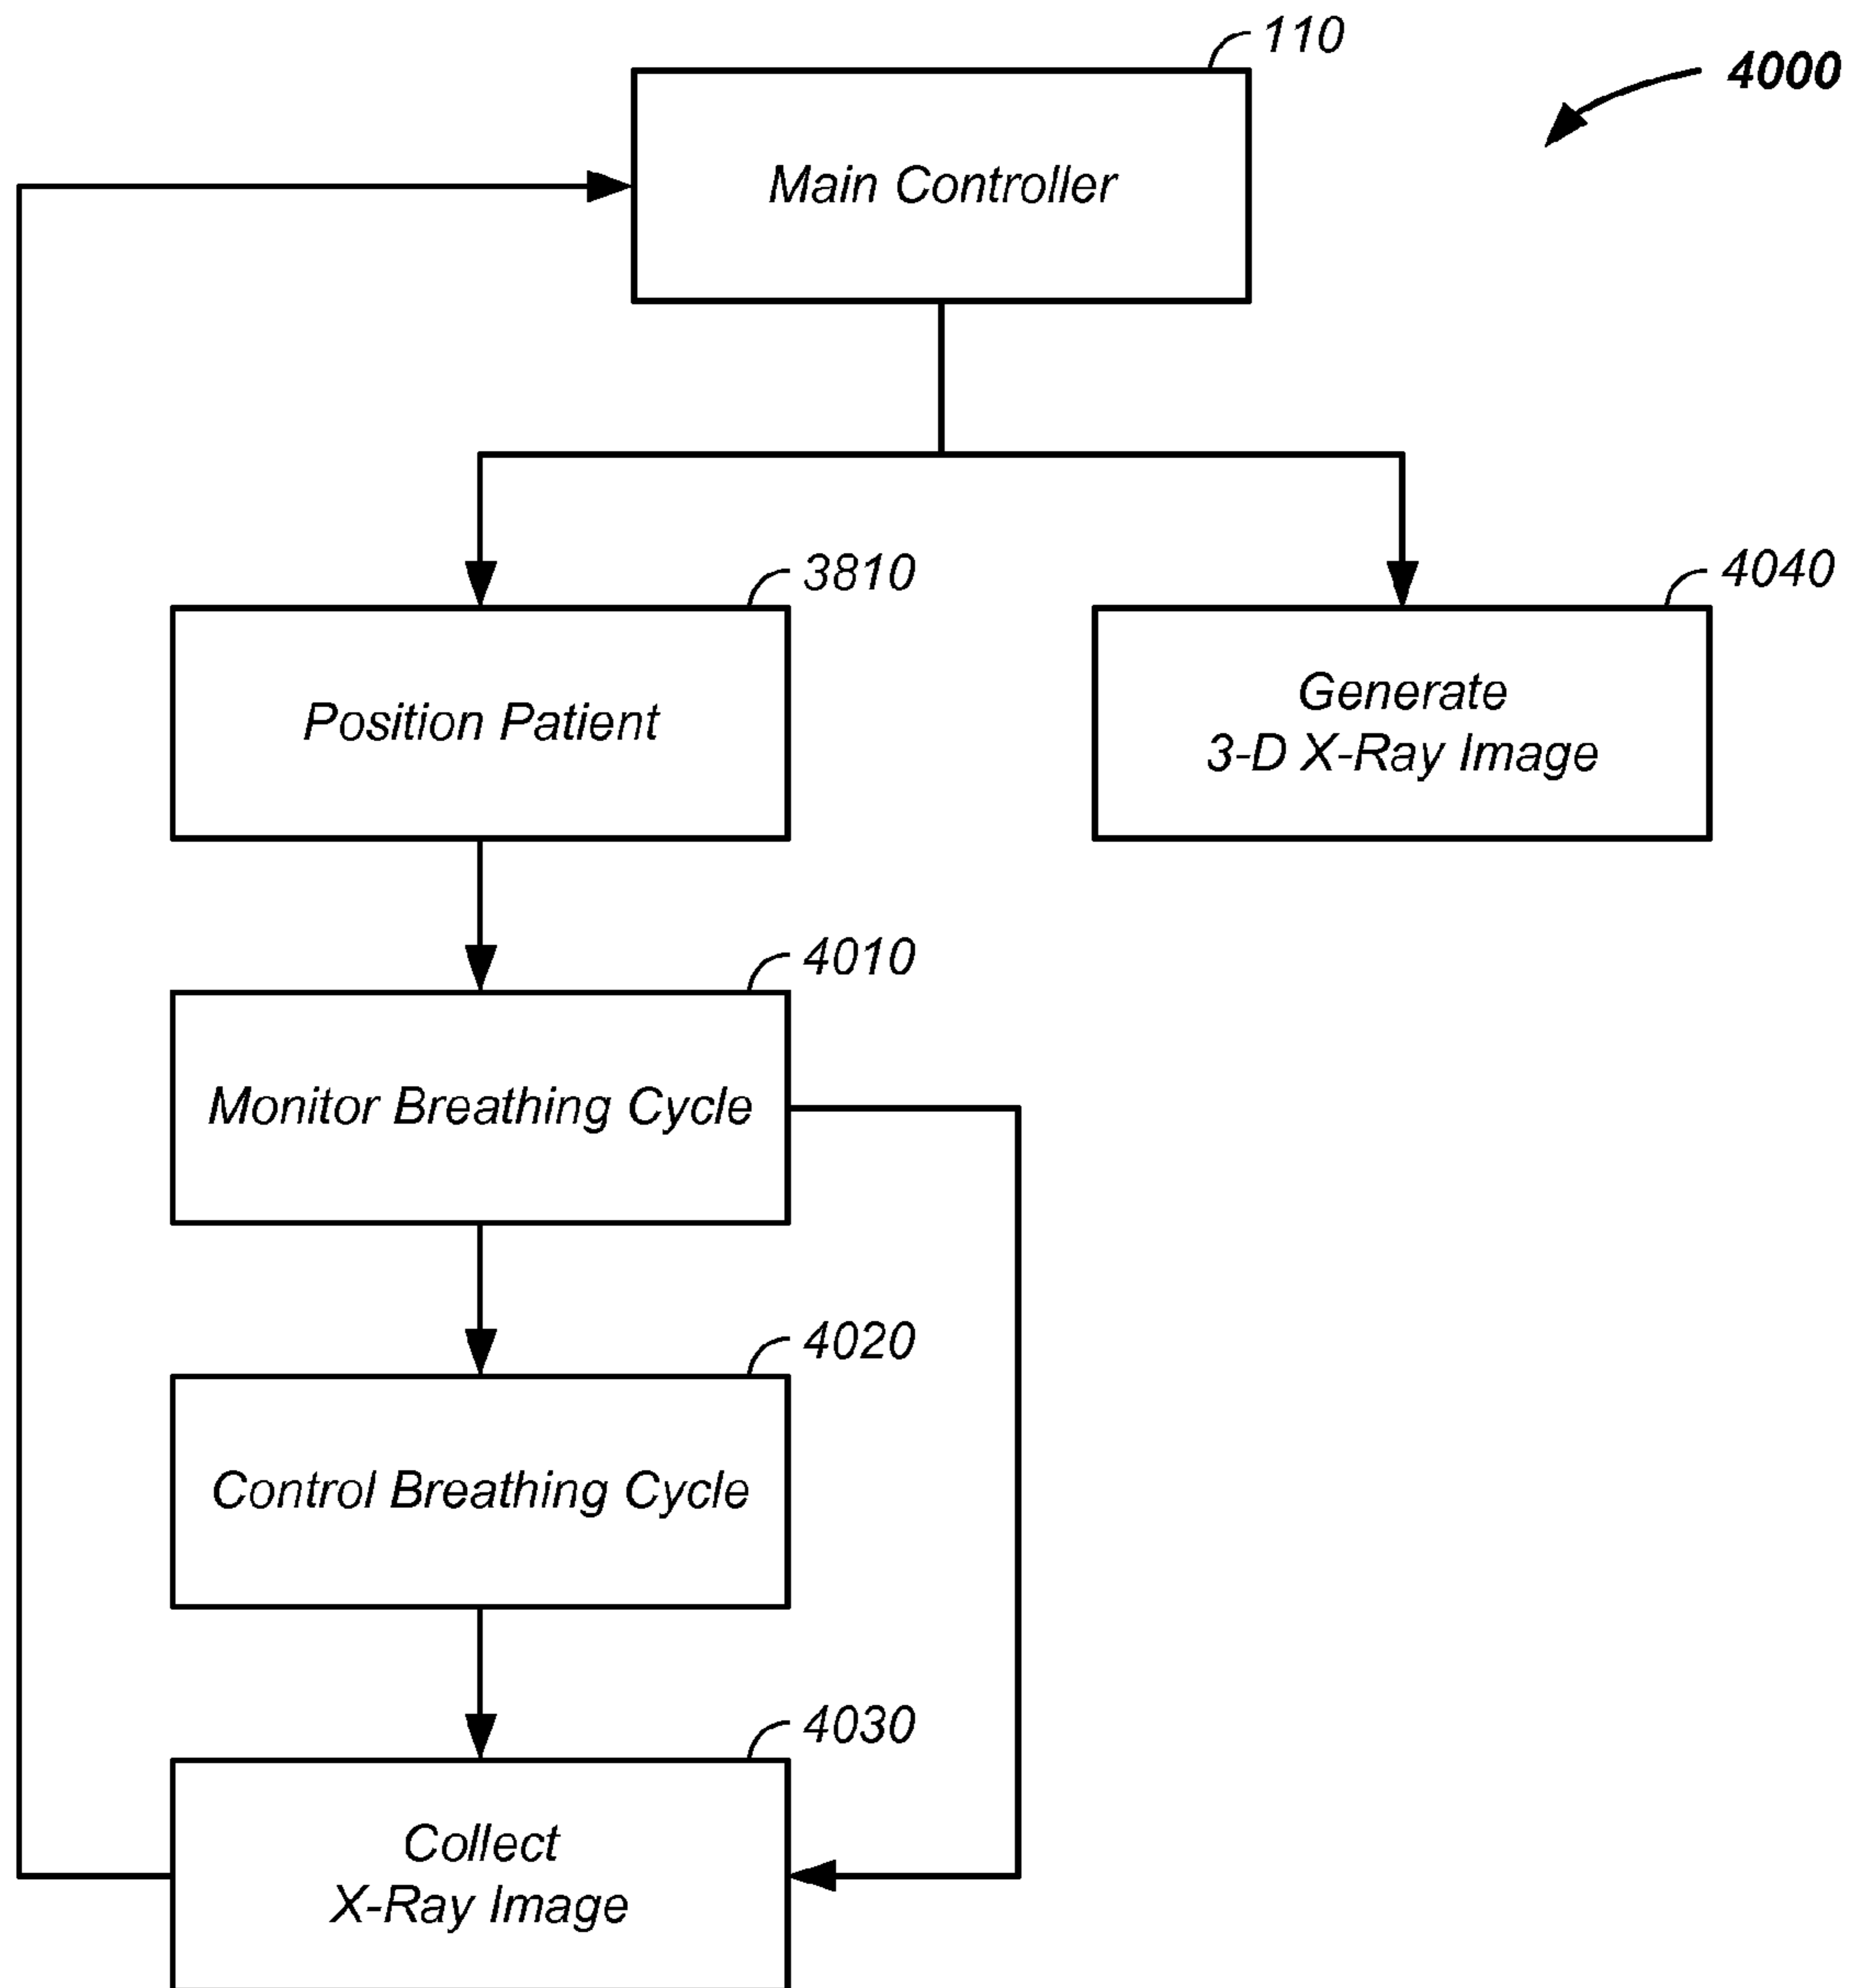 110
4000
Main Controller
3810
4040
Position Patient
Generate
3-D X-Ray Image
4010
Monitor Breathing Cycle
4020
Control Breathing Cycle
4030
Collect
X-Ray Image